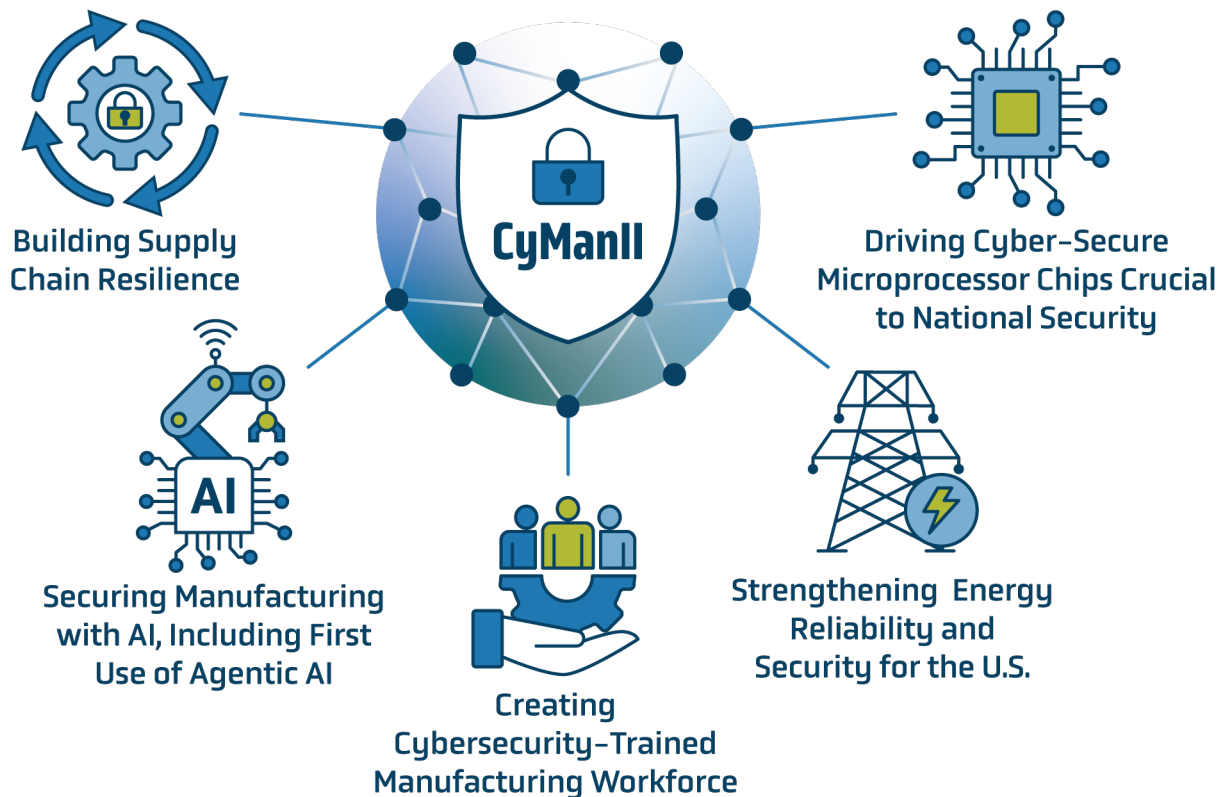 CyManII
Building Supply
Chain Resilience
Driving Cyber-Secure
Microprocessor Chips Crucial
to National Security
AI
Securing Manufacturing
with AI, Including First
Use of Agentic AI
Strengthening Energy
Reliability and
Security for the U.S.
Creating
Cybersecurity-Trained
Manufacturing Workforce